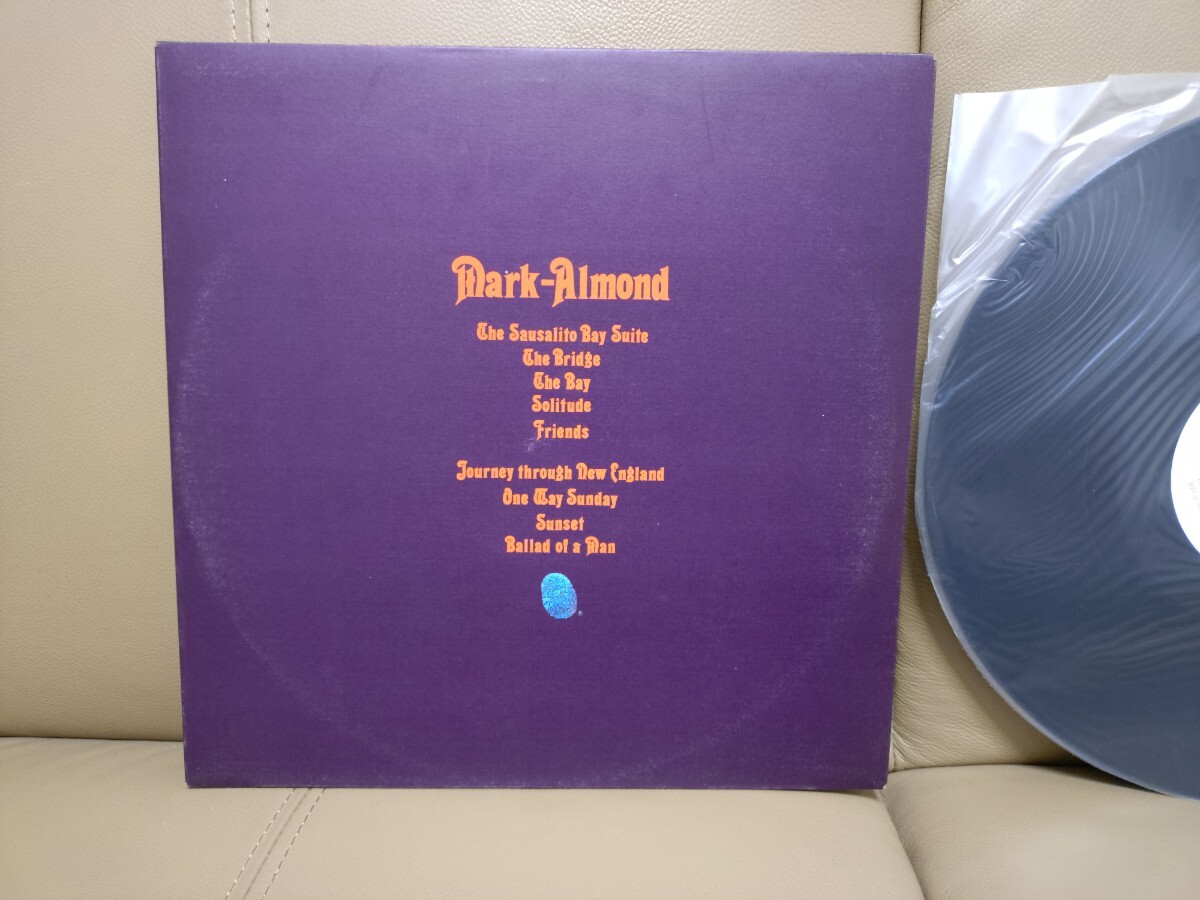 Mark-Almond
The Sausalito Bay Suite
The Bridge
The Bay
Solitude
Friends
Journey through New England
One Way Sunday
Sunset
Ballad of a Man